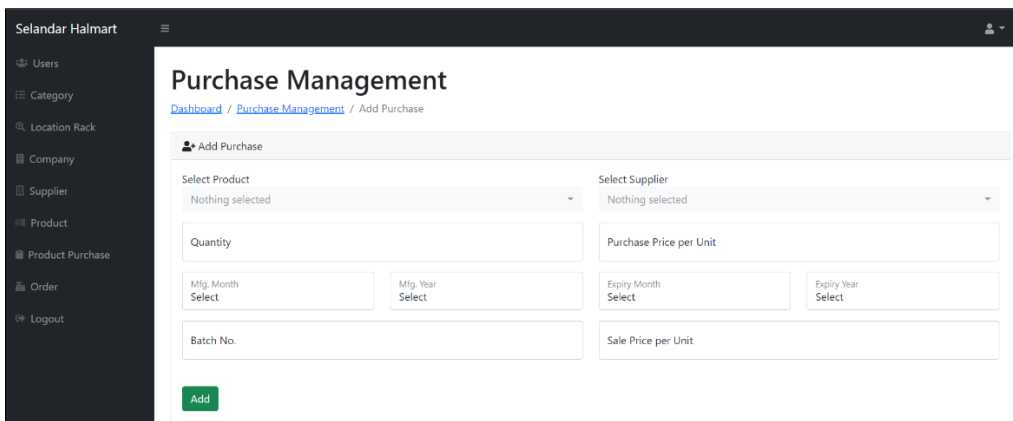 Selandar Halmart
Users
Category
Location Rack
Company
Supplier
Product
Product Purchase
Order
Logout
Purchase Management
Dashboard / Purchase Management / Add Purchase
Add Purchase
Select Product Select Supplier
Nothing selected Nothing selected
Quantity Purchase Price per Unit
Mfg. Month Mfg. Year Expiry Month Expiry Year
Select Select Select Select
Batch No. Sale Price per Unit
Add